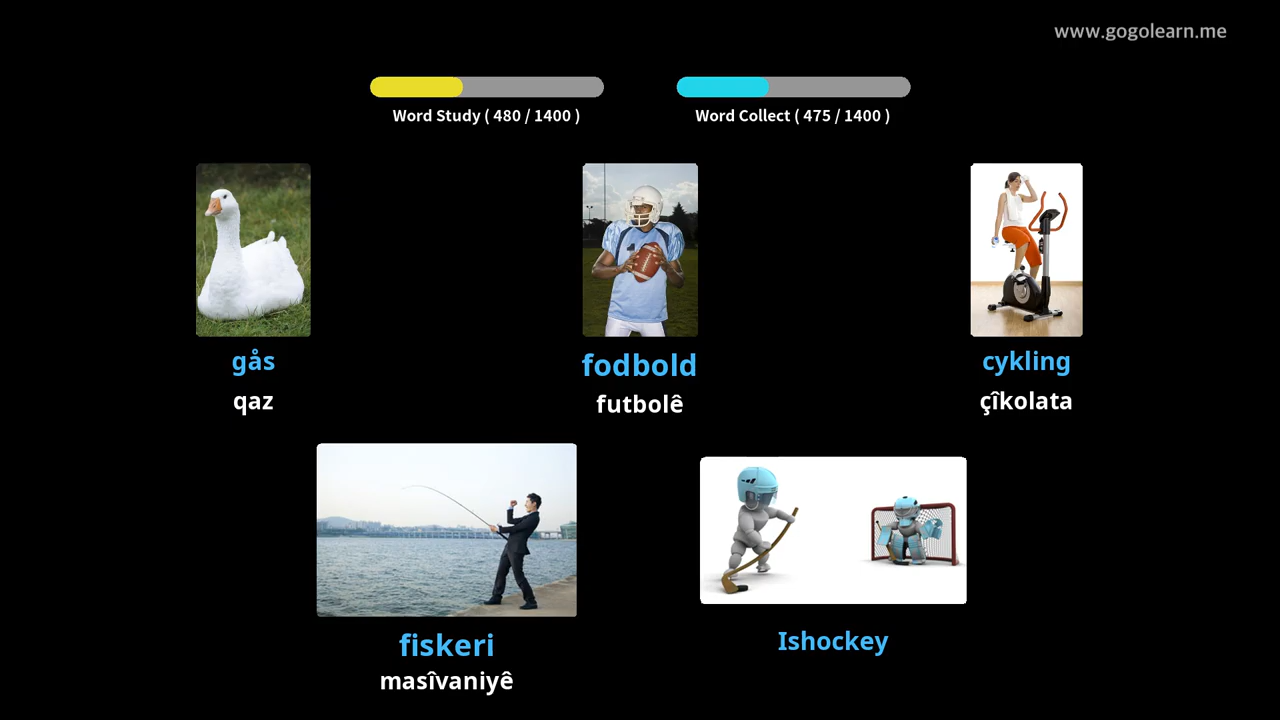 www.gogolearn.me
Word Study ( 480 / 1400 )
Word Collect ( 475 / 1400 )
gås
qaz
fodbold
futbolê
cykling
çîkolata
fiskeri
masîvaniyê
Ishockey